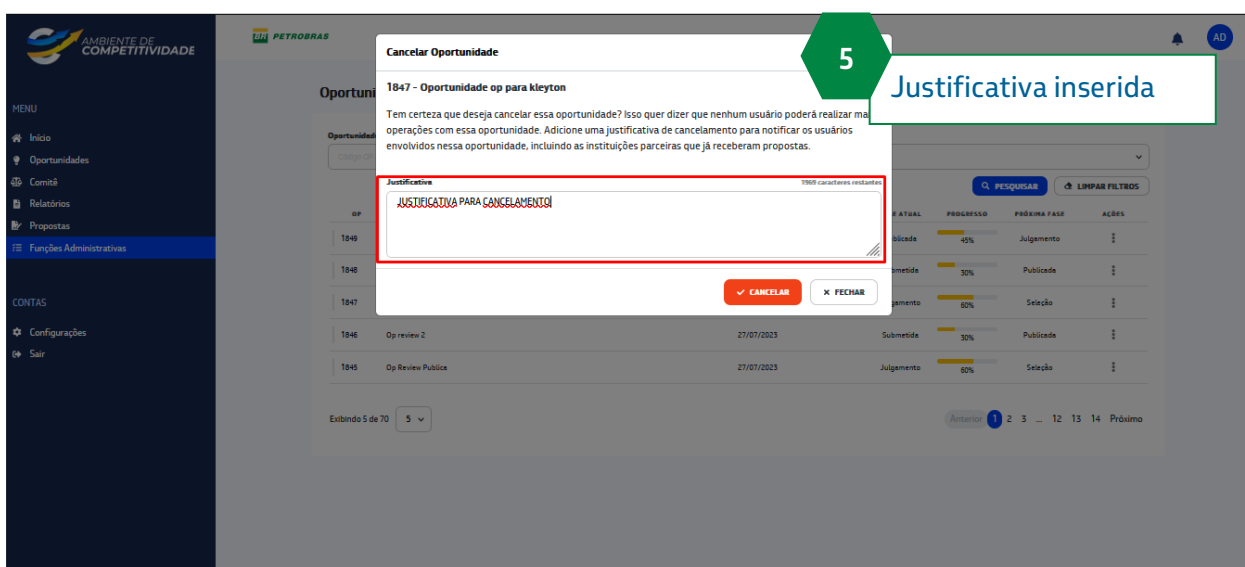 AMBIENTE DE
COMPETITIVIDADE
BR PETROBRAS
AD
MENU
Início
Oportunidades
Comitê
Relatórios
Propostas
Funções Administrativas
CONTAS
Configurações
Sair
5
Justificativa inserida
Cancelar Oportunidade
1847 - Oportunidade op para kleyton
Tem certeza que deseja cancelar essa oportunidade? Isso quer dizer que nenhum usuário poderá realizar
operações com essa oportunidade. Adicione uma justificativa de cancelamento para notificar os usuários
envolvidos nessa oportunidade, incluindo as instituições parceiras que já receberam propostas.
Justificativa 1969 caracteres restantes
JUSTIFICATIVA PARA CANCELAMENTO
CANCELAR FECHAR
PESQUISAR LIMPAR FILTROS
OP ATUAL PROGRESSO PRÓXIMA FASE AÇÕES
1849 45% Julgamento
1848 30% Publicada
1847 60% Seleção
1846 Op review 2 27/07/2023 Submetida 30% Publicada
1845 Op Review Publica 27/07/2023 Julgamento 60% Seleção
Exibindo 5 de 70 5 Anterior 1 2 3 ... 12 13 14 Próximo